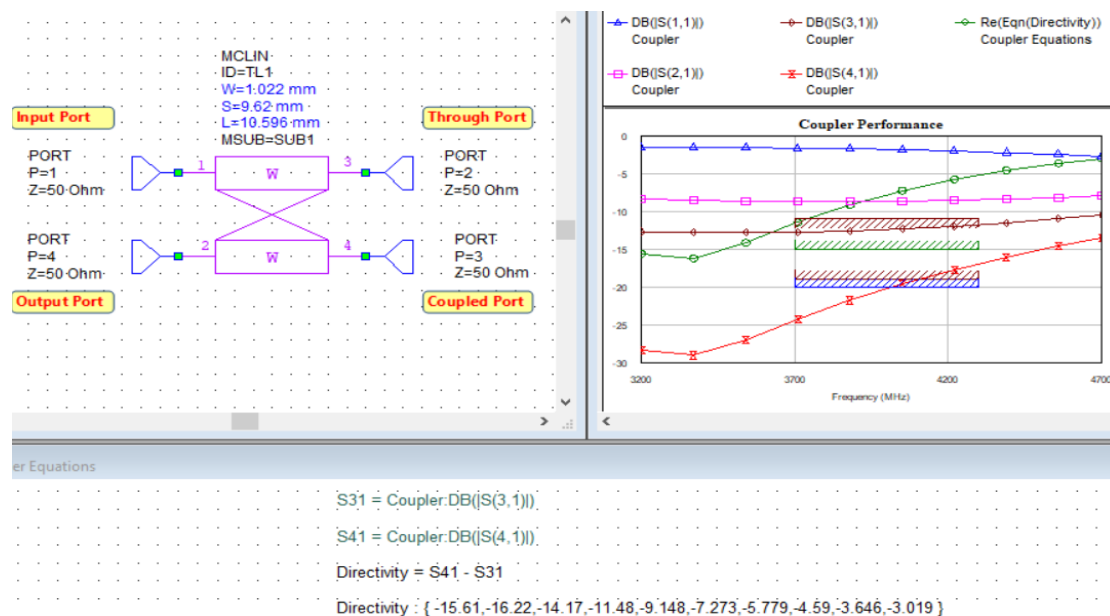 MCLIN
ID=TL1
W=1.022 mm
S=9.62 mm
L=10.596 mm
MSUB=SUB1
Input Port
Through Port
PORT
P=1
Z=50 Ohm
1
W
3
PORT
P=2
Z=50 Ohm
PORT
P=4
Z=50 Ohm
2
W
4
PORT
P=3
Z=50 Ohm
Output Port
Coupled Port
DB(|S(1,1)|)
Coupler
DB(|S(3,1)|)
Coupler
Re(Eqn(Directivity))
Coupler Equations
DB(|S(2,1)|)
Coupler
DB(|S(4,1)|)
Coupler
Coupler Performance
0
-5
-10
-15
-20
-25
-30
3200
3700
4200
4700
Frequency (MHz)
er Equations
S31 = Coupler:DB(|S(3,1)|)
S41 = Coupler:DB(|S(4,1)|)
Directivity = S41 - S31
Directivity : { -15.61,-16.22,-14.17,-11.48,-9.148,-7.273,-5.779,-4.59,-3.646,-3.019 }